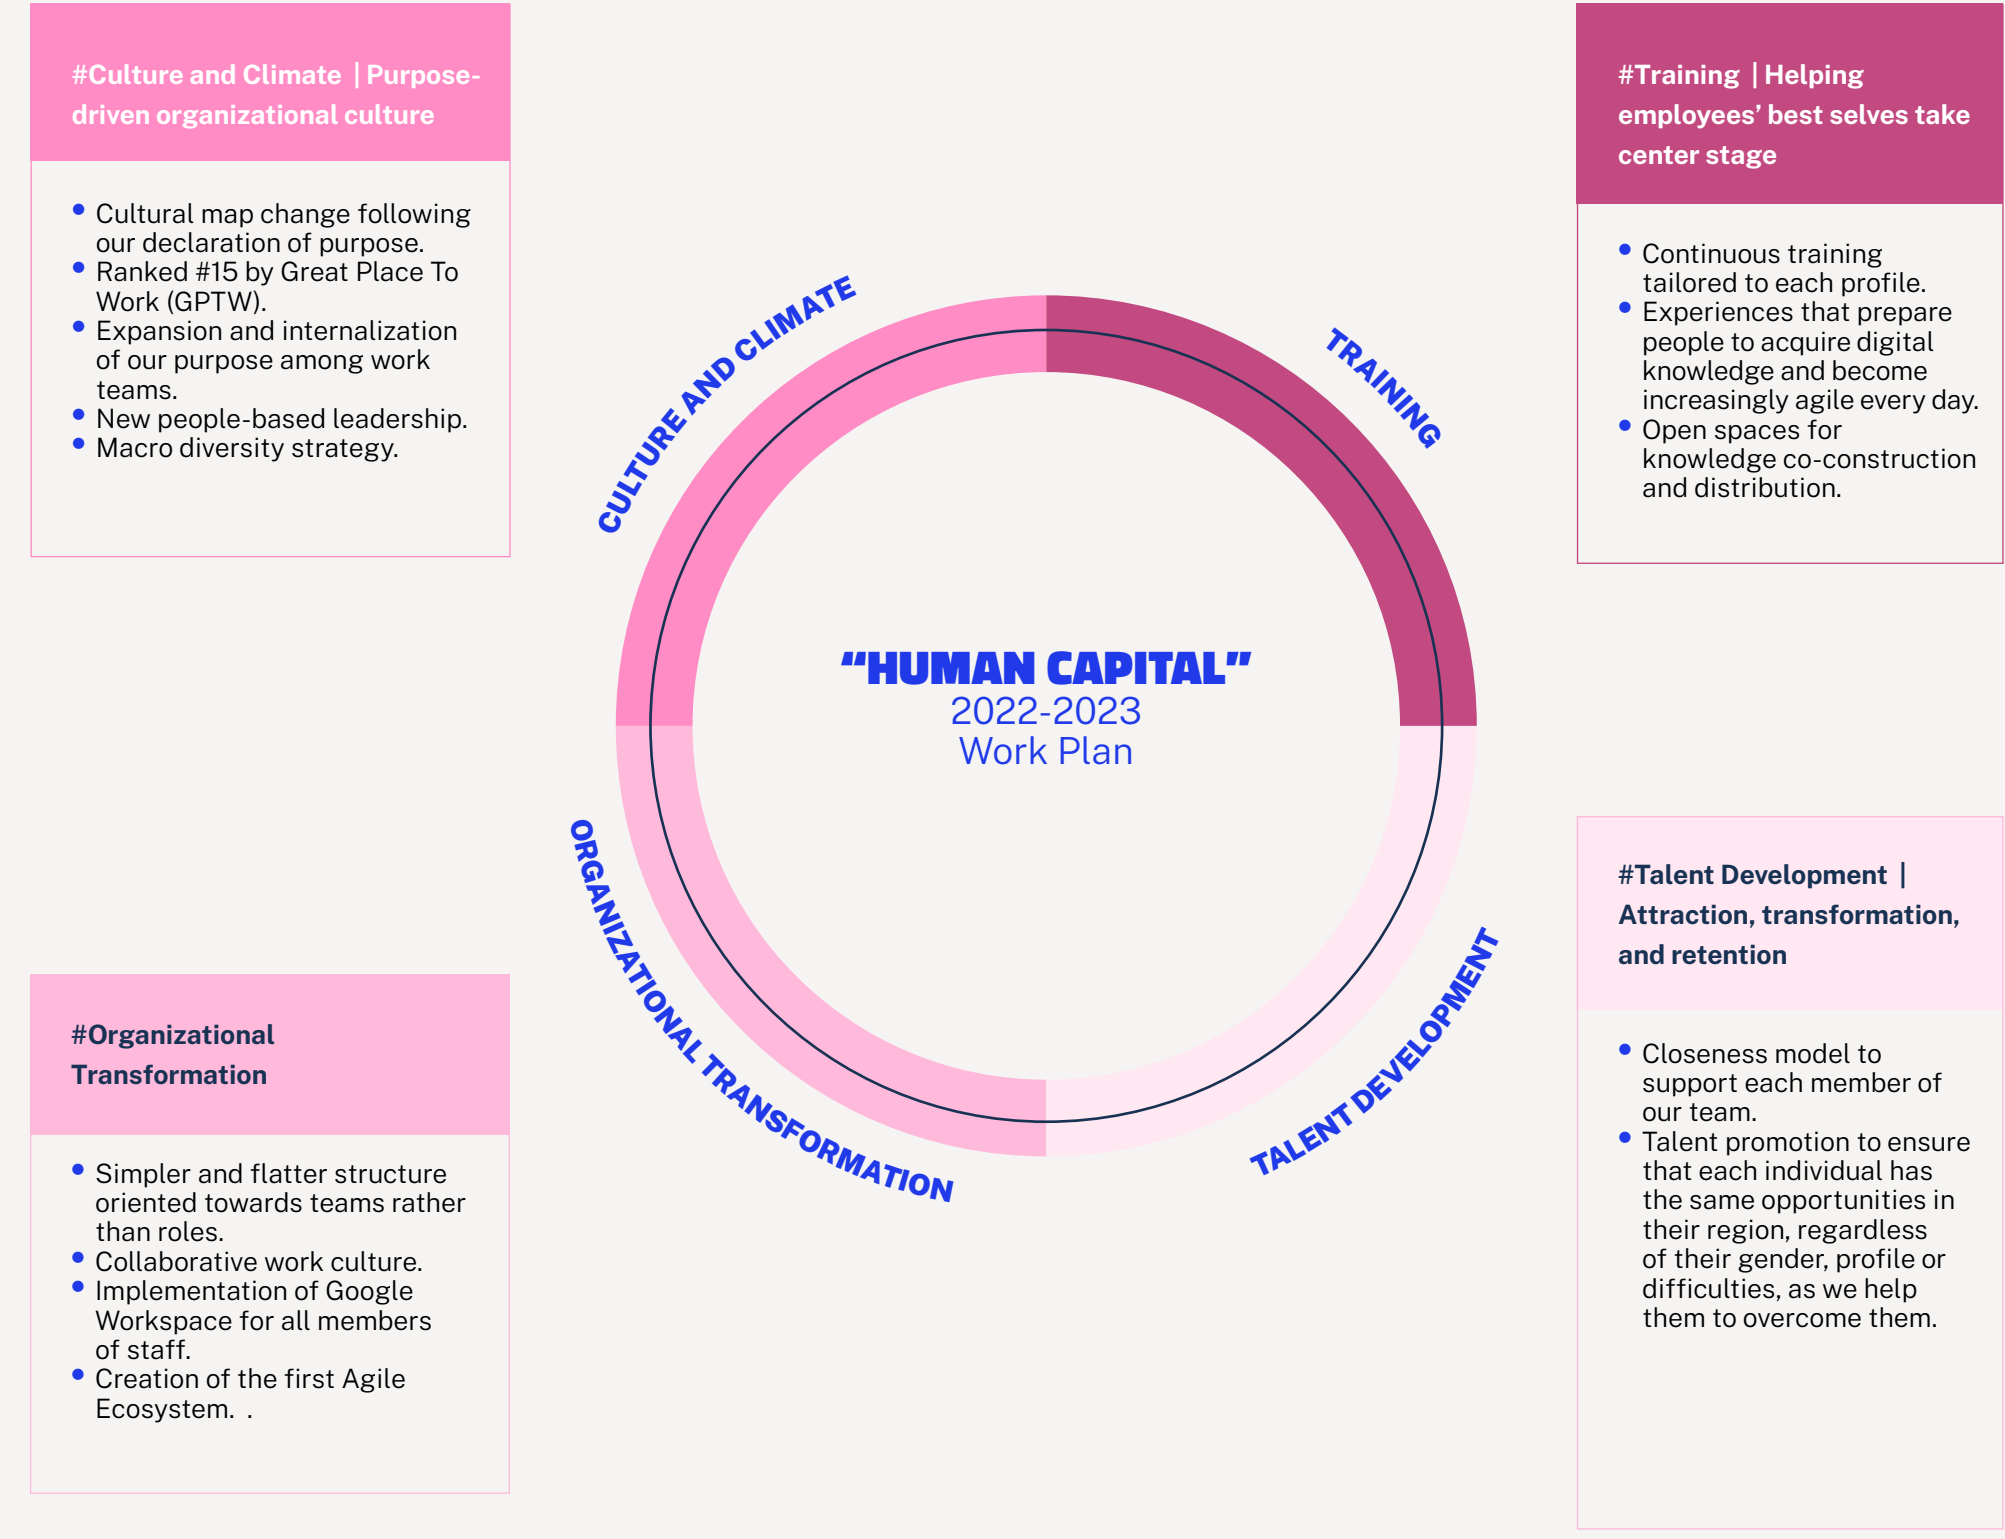 #Culture and Climate | Purpose-
driven organizational culture
• Cultural map change following
our declaration of purpose.
• Ranked #15 by Great Place To
Work (GPTW).
• Expansion and internalization
of our purpose among work
teams.
• New people-based leadership.
• Macro diversity strategy.
#Training | Helping
employees’ best selves take
center stage
• Continuous training
tailored to each profile.
• Experiences that prepare
people to acquire digital
knowledge and become
increasingly agile every day.
• Open spaces for
knowledge co-construction
and distribution.
CULTURE AND CLIMATE
TRAINING
“HUMAN CAPITAL”
2022-2023
Work Plan
ORGANIZATIONAL TRANSFORMATION
TALENT DEVELOPMENT
#Organizational
Transformation
• Simpler and flatter structure
oriented towards teams rather
than roles.
• Collaborative work culture.
• Implementation of Google
Workspace for all members
of staff.
• Creation of the first Agile
Ecosystem. .
#Talent Development |
Attraction, transformation,
and retention
• Closeness model to
support each member of
our team.
• Talent promotion to ensure
that each individual has
the same opportunities in
their region, regardless
of their gender, profile or
difficulties, as we help
them to overcome them.